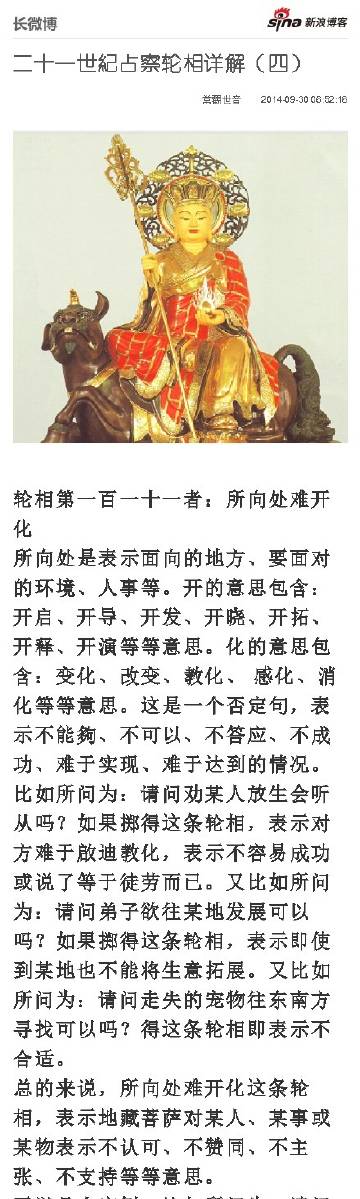 长微博
sina 新浪博客
二十一世紀占察轮相详解（四）
2014-09-30 06:52:16
轮相第一百一十一者：所向处难开
化
所向处是表示面向的地方、要面对
的环境、人事等。开的意思包含：
开启、开导、开发、开晓、开拓、
开释、开演等等意思。化的意思包
含：变化、改变、教化、 感化、消
化等等意思。这是一个否定句，表
示不能夠、不可以、不答应、不成
功、难于实现、难于达到的情况。
比如所问为：请问劝某人放生会听
从吗？如果掷得这条轮相，表示对
方难于啟迪教化，表示不容易成功
或说了等于徒劳而已。又比如所问
为：请问弟子欲往某地发展可以
吗？如果掷得这条轮相，表示即使
到某地也不能将生意拓展。又比如
所问为：请问走失的宠物往东南方
寻找可以吗？得这条轮相即表示不
合适。
总的来说，所向处难开化这条轮
相，表示地藏菩萨对某人、某事或
某物表示不认可、不赞同、不主
张、不支持等等意思。